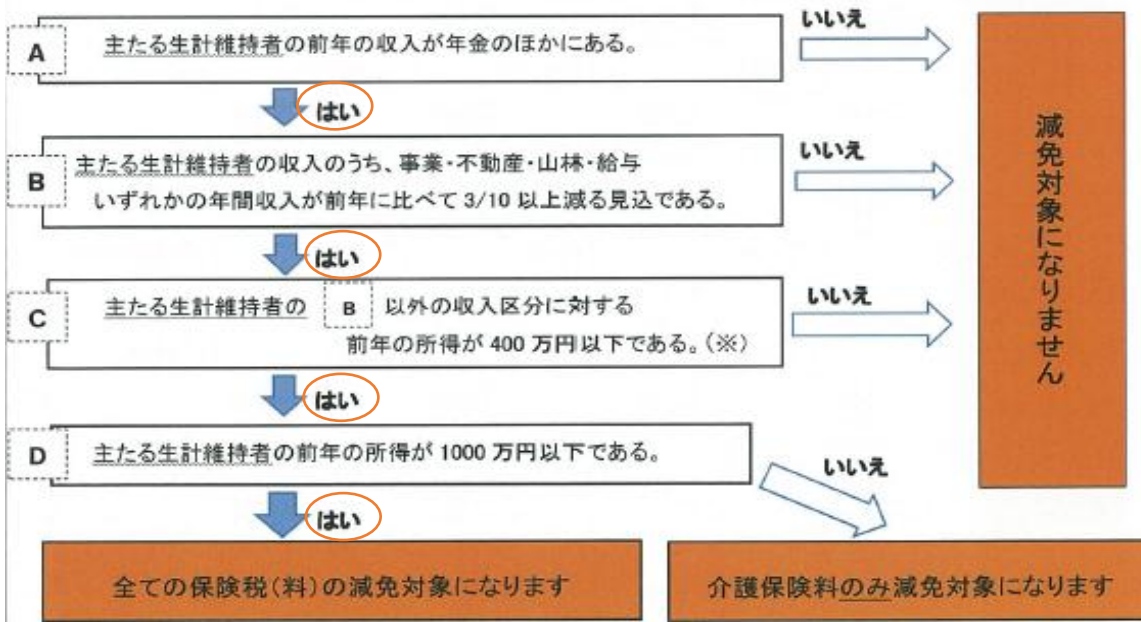 A
主たる生計維持者の前年の収入が年金のほかにある。
いいえ
はい
B
主たる生計維持者の収入のうち、事業・不動産・山林・給与
いずれかの年間収入が前年に比べて 3/10 以上減る見込である。
いいえ
はい
C
主たる生計維持者の B 以外の収入区分に対する
前年の所得が 400 万円以下である。(※)
いいえ
はい
D
主たる生計維持者の前年の所得が 1000 万円以下である。
いいえ
はい
減免対象になりません
全ての保険税(料)の減免対象になります
介護保険料のみ減免対象になります